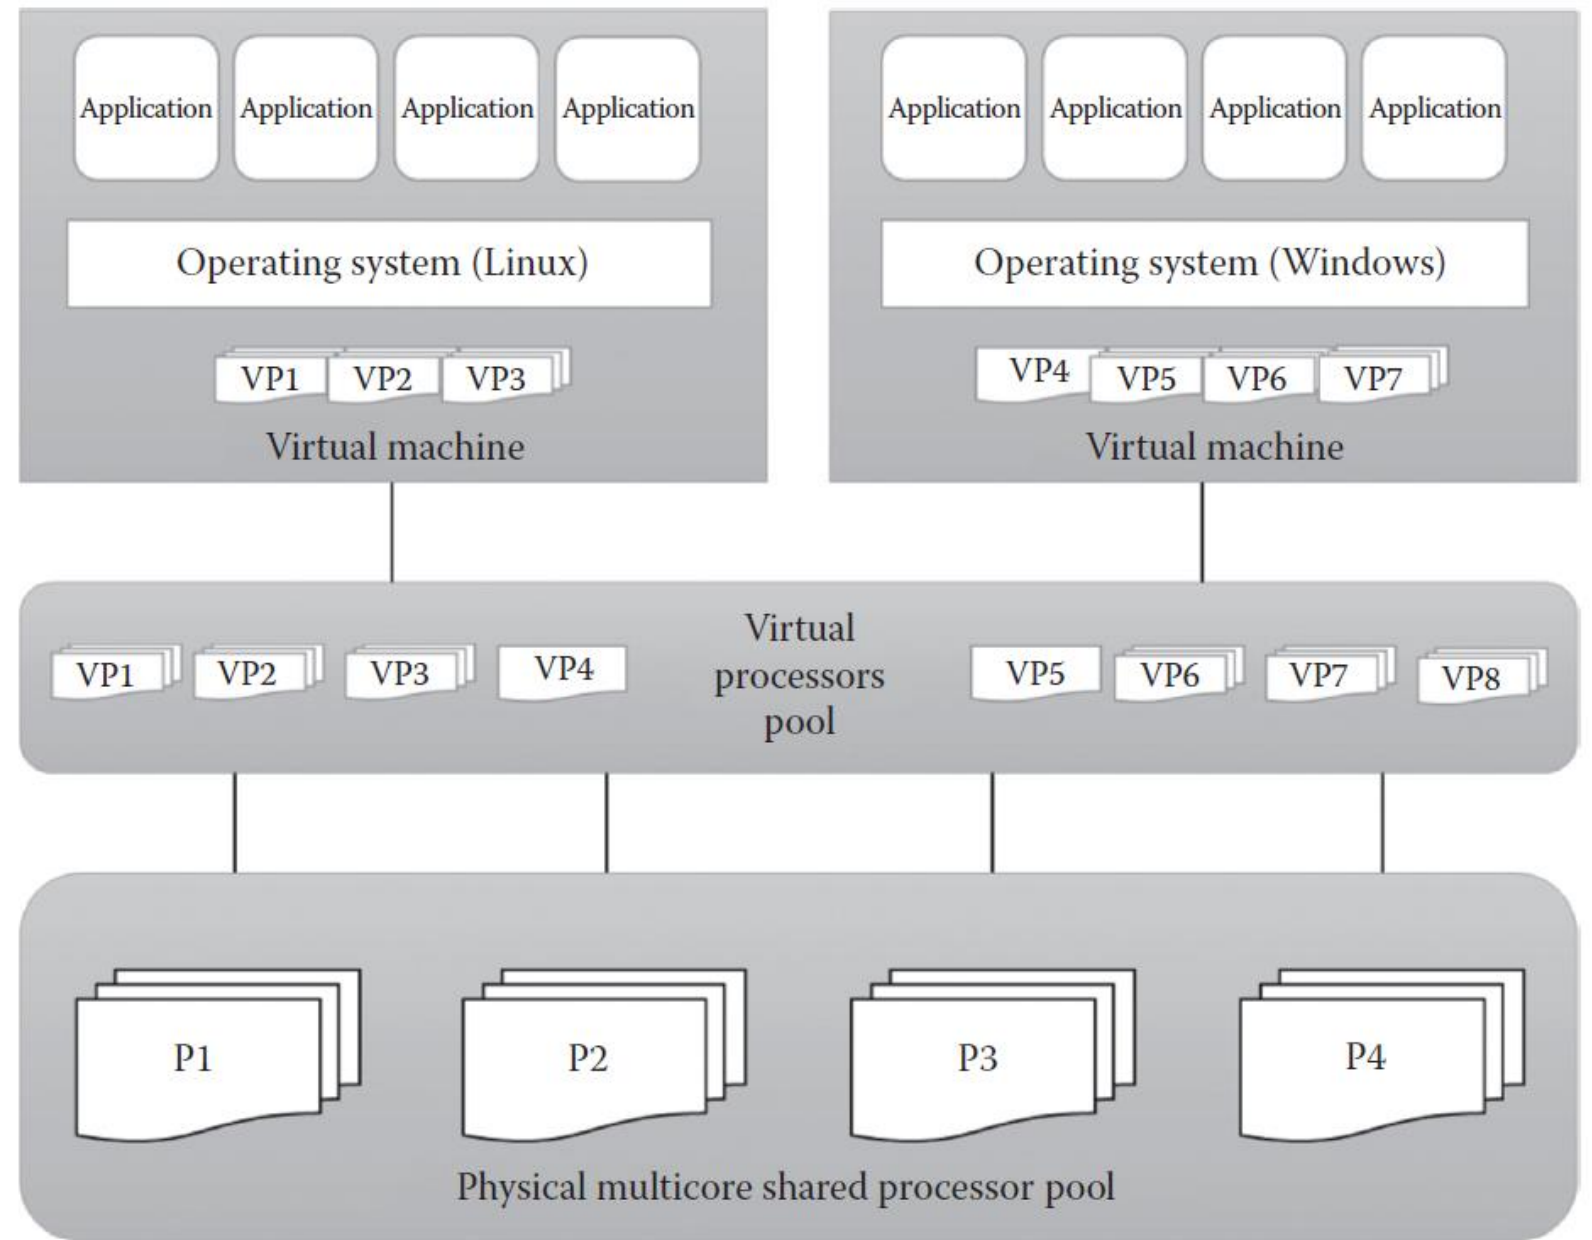 Application Application Application Application
Operating system (Linux)
VP1 VP2 VP3
Virtual machine
Application Application Application Application
Operating system (Windows)
VP4 VP5 VP6 VP7
Virtual machine
VP1 VP2 VP3 VP4
Virtual
processors
pool
VP5 VP6 VP7 VP8
P1 P2 P3 P4
Physical multicore shared processor pool